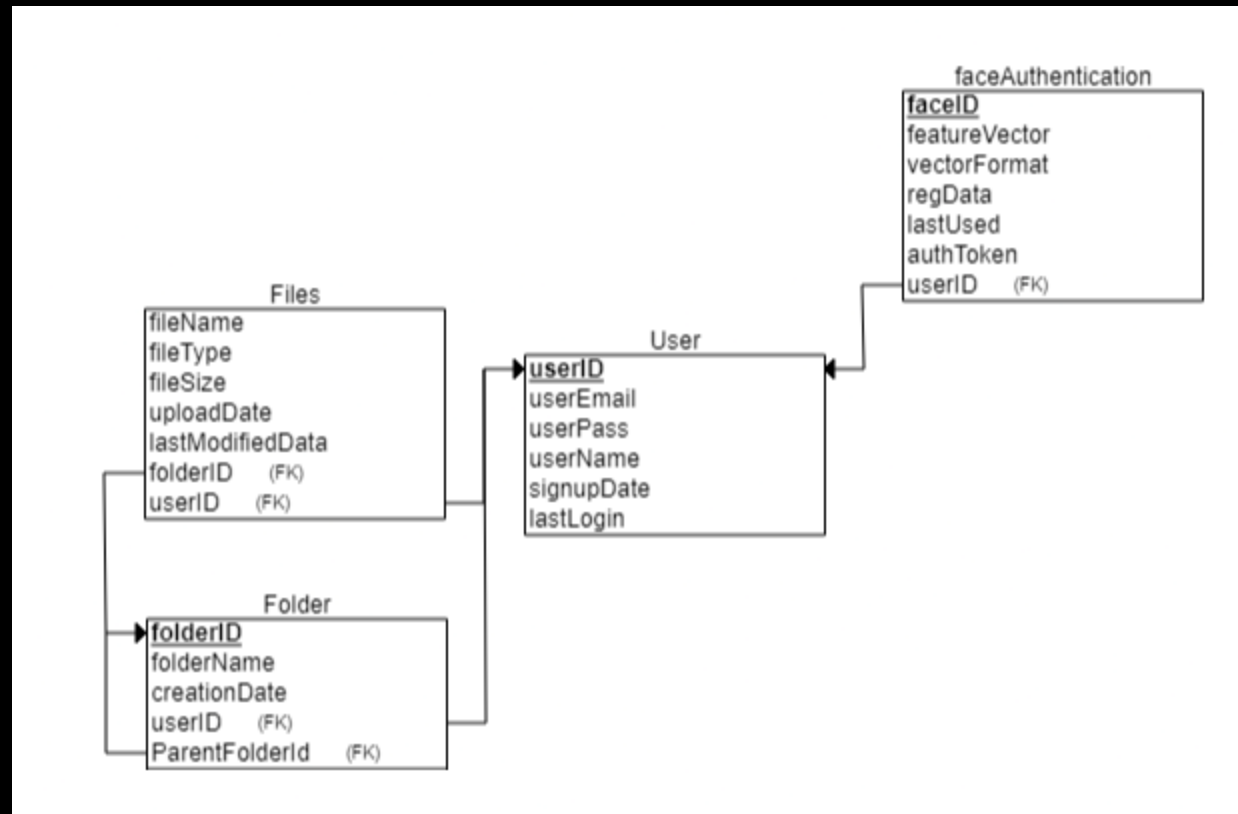 faceAuthentication
faceID
featureVector
vectorFormat
regData
lastUsed
authToken
userID (FK)
Files
fileName
fileType
fileSize
uploadDate
lastModifiedData
folderID (FK)
userID (FK)
User
userID
userEmail
userPass
userName
signupDate
lastLogin
Folder
folderID
folderName
creationDate
userID (FK)
ParentFolderId (FK)